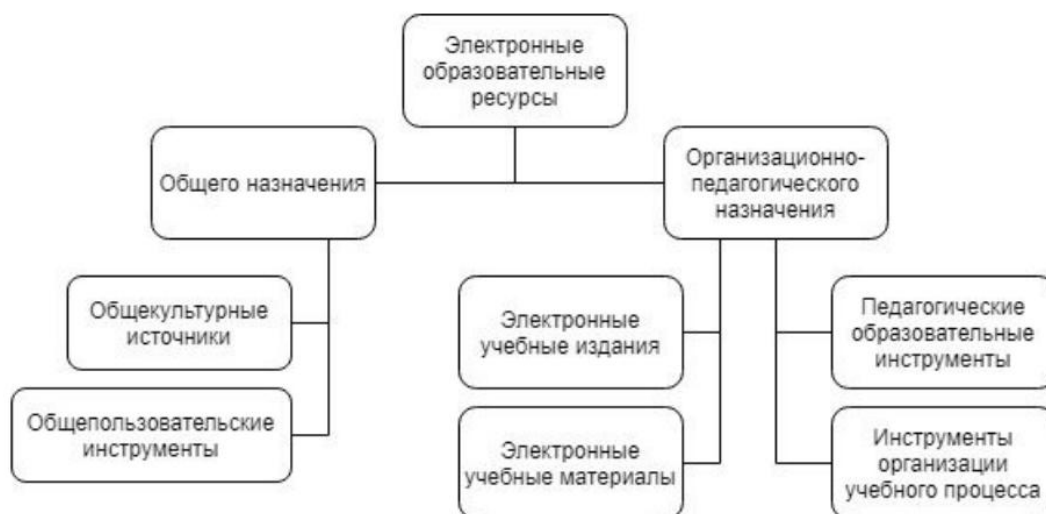 Электронные
образовательные
ресурсы
Общего назначения
Организационно-
педагогического
назначения
Общекультурные
источники
Общепользовательские
инструменты
Электронные
учебные издания
Электронные
учебные материалы
Педагогические
образовательные
инструменты
Инструменты
организации
учебного процесса